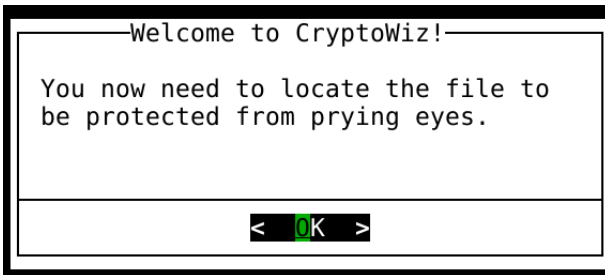 Welcome to CryptoWiz!
You now need to locate the file to
be protected from prying eyes.
< OK >